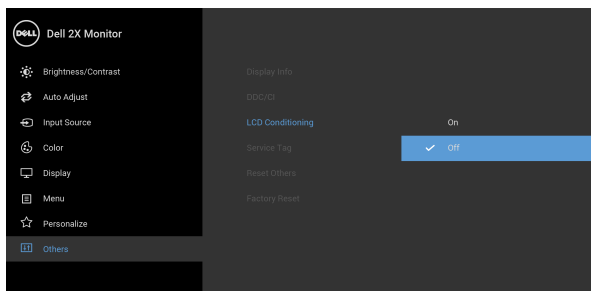 DELL Dell 2X Monitor
Brightness/Contrast
Display Info
Auto Adjust
DDC/CI
Input Source
LCD Conditioning
On
Color
Service Tag
Off
Display
Reset Others
Menu
Factory Reset
Personalize
Others